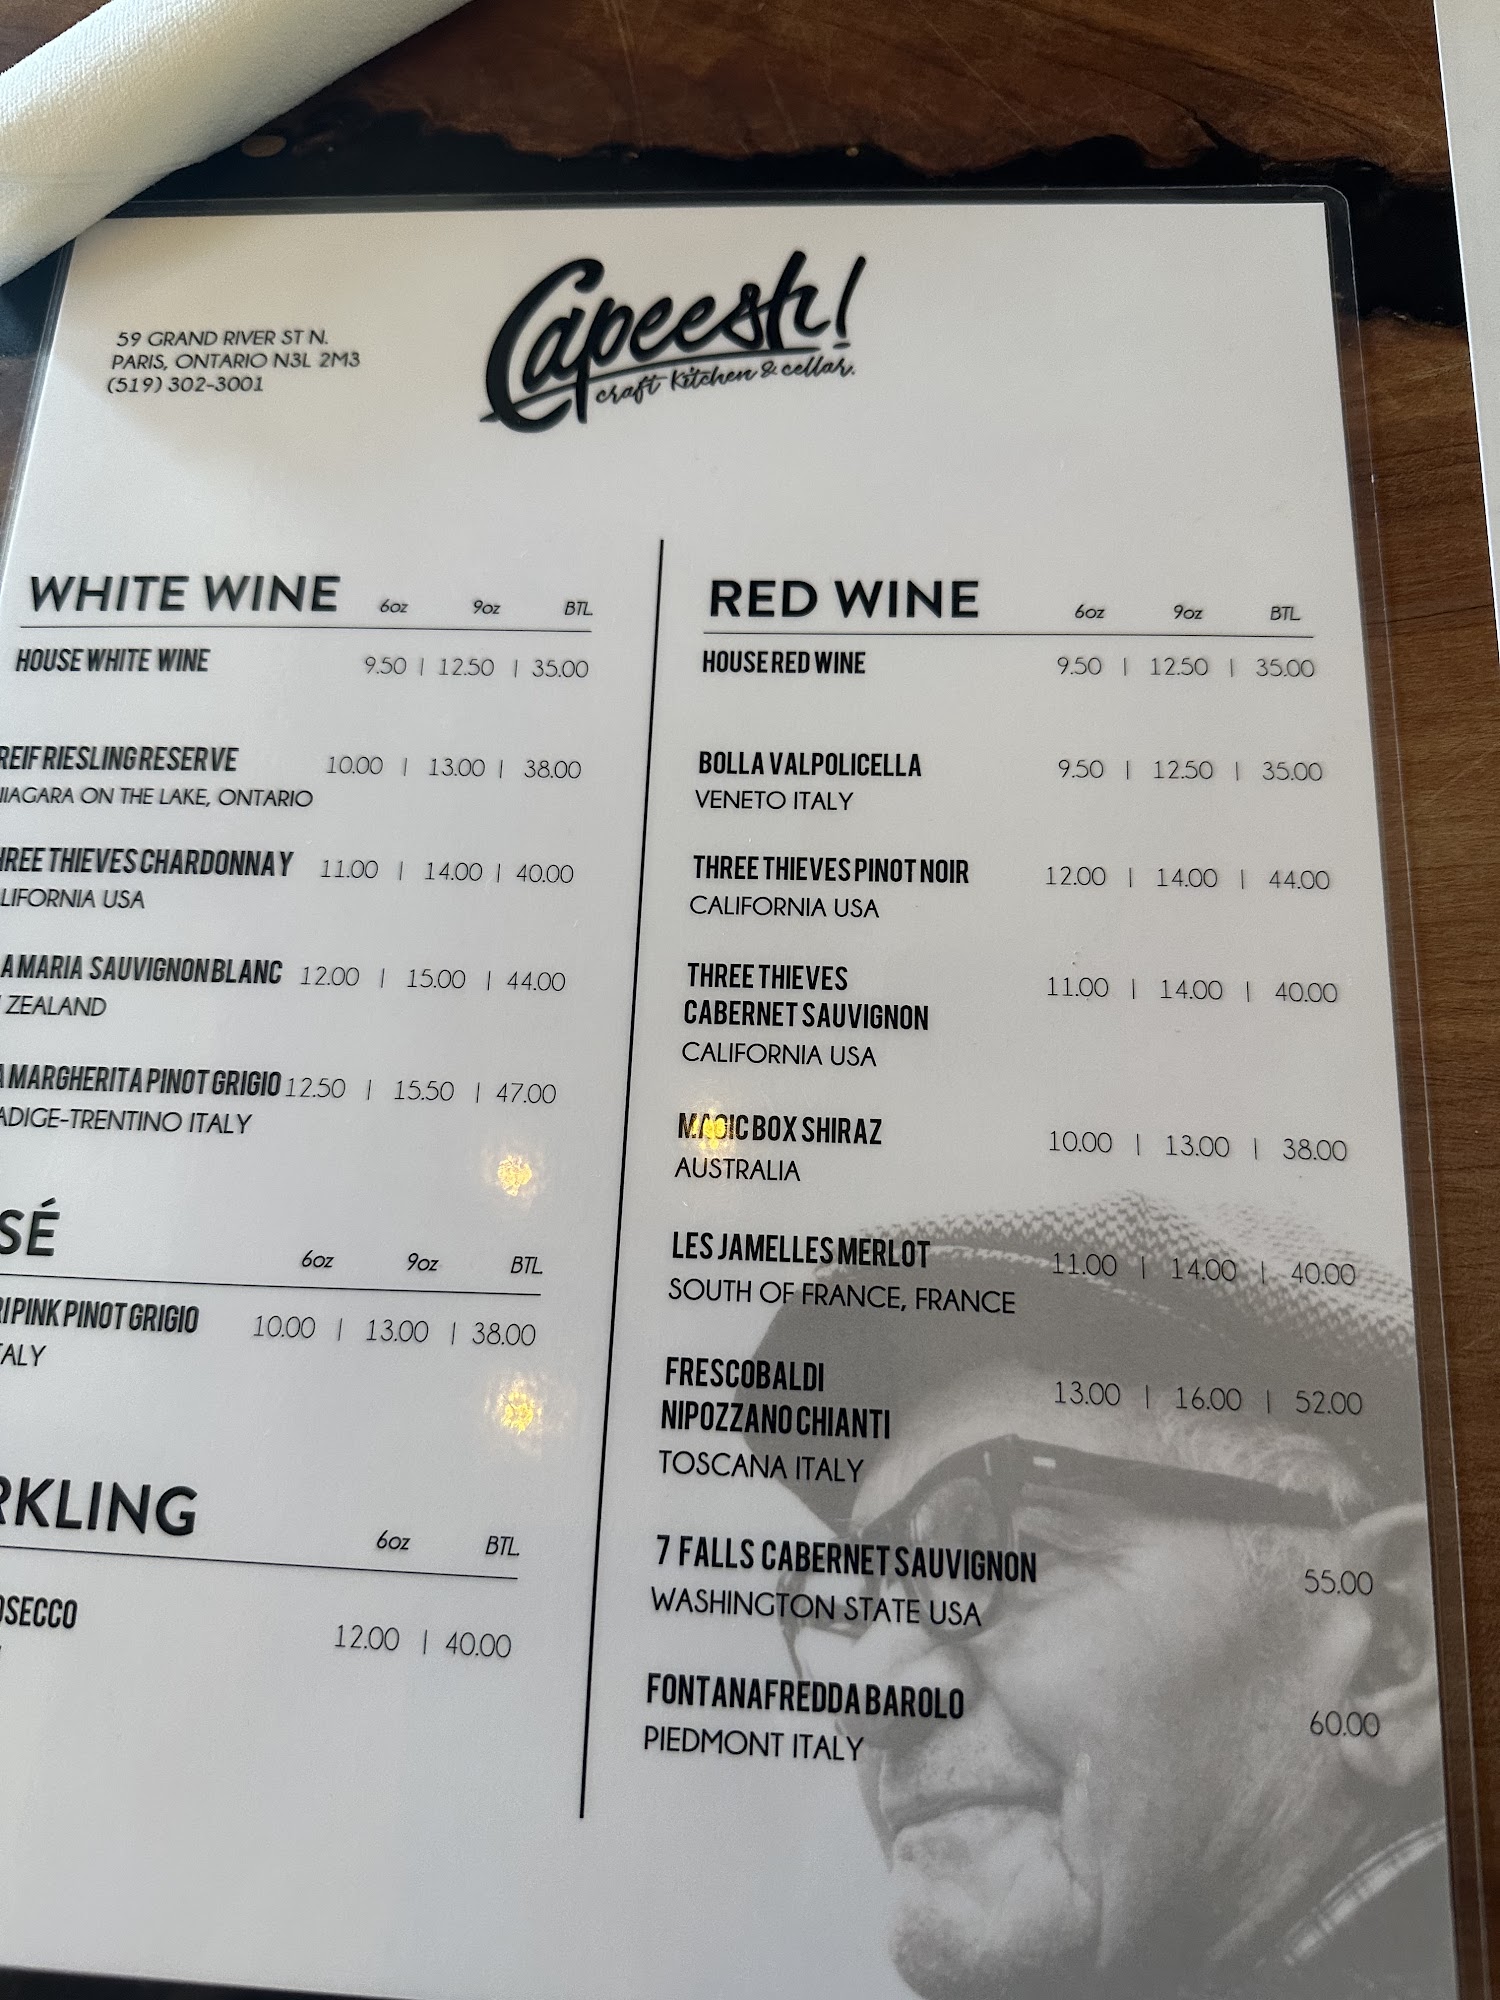 59 GRAND RIVER ST N.
PARIS, ONTARIO N3L 2M3
(519) 302-3001
Capeesh!
craft kitchen & cellar.
WHITE WINE 6oz 9oz BTL
HOUSE WHITE WINE 9.50 | 12.50 | 35.00
REIF RIESLING RESERVE 10.00 | 13.00 | 38.00
NIAGARA ON THE LAKE, ONTARIO
THREE THIEVES CHARDONNAY 11.00 | 14.00 | 40.00
CALIFORNIA USA
MARIA SAUVIGNON BLANC 12.00 | 15.00 | 44.00
ZEALAND
MARGHERITA PINOT GRIGIO 12.50 | 15.50 | 47.00
ADIGE-TRENTINO ITALY
6oz 9oz BTL
PINK PINOT GRIGIO 10.00 | 13.00 | 38.00
ITALY
6oz BTL
PROSECCO 12.00 | 40.00
RED WINE 6oz 9oz BTL
HOUSE RED WINE 9.50 | 12.50 | 35.00
BOLLA VALPOLICELLA 9.50 | 12.50 | 35.00
VENETO ITALY
THREE THIEVES PINOT NOIR 12.00 | 14.00 | 44.00
CALIFORNIA USA
THREE THIEVES
CABERNET SAUVIGNON 11.00 | 14.00 | 40.00
CALIFORNIA USA
MAGIC BOX SHIRAZ 10.00 | 13.00 | 38.00
AUSTRALIA
LES JAMELLES MERLOT 11.00 | 14.00 | 40.00
SOUTH OF FRANCE, FRANCE
FRESCOBALDI
NIPOZZANO CHIANTI 13.00 | 16.00 | 52.00
TOSCANA ITALY
7 FALLS CABERNET SAUVIGNON 55.00
WASHINGTON STATE USA
FONTANAFREDDA BAROLO 60.00
PIEDMONT ITALY